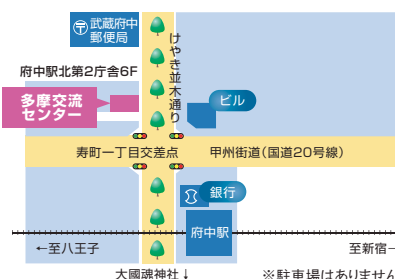 〒武蔵府中
郵便局
けやき並木通り
府中駅北第2庁舎6F
多摩交流
センター
ビル
寿町一丁目交差点
甲州街道(国道20号線)
銀行
府中駅
←至八王子
至新宿→
大國魂神社↓
※駐車場はありません